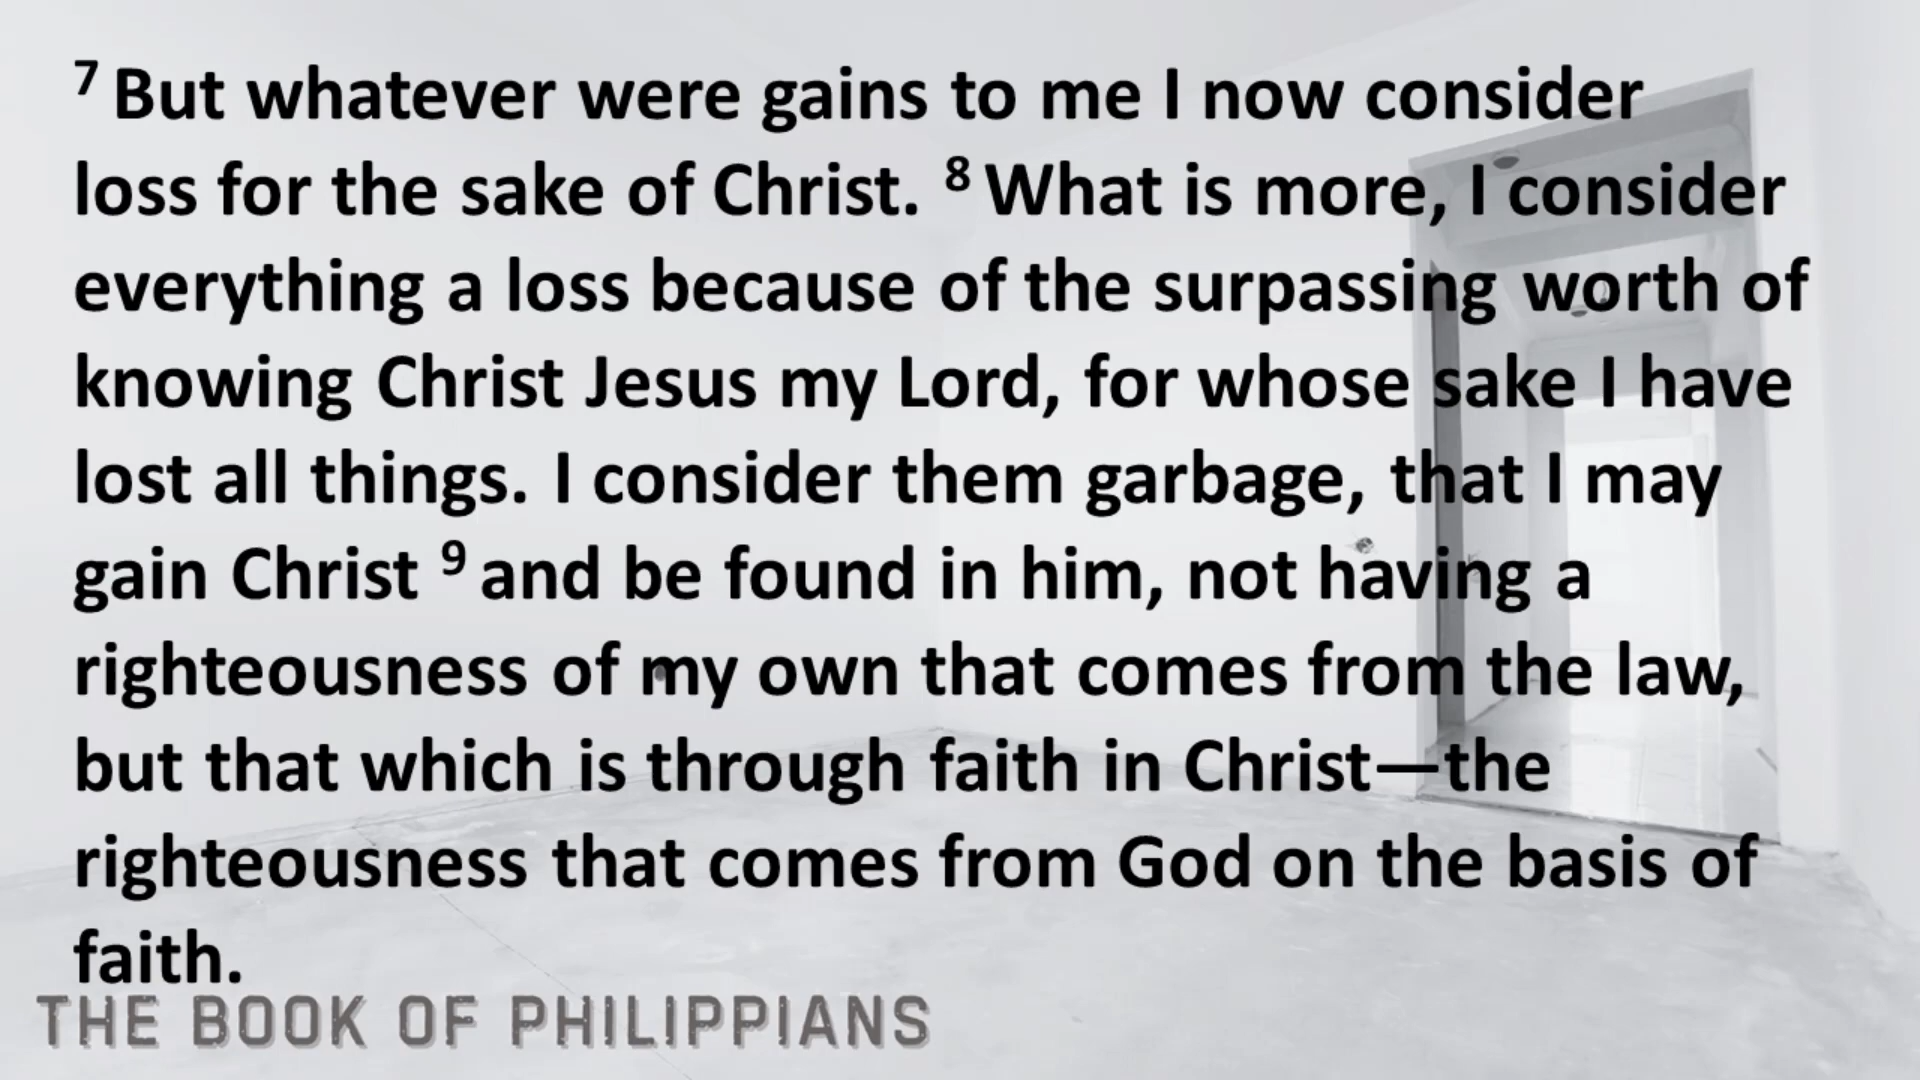 ⁷ But whatever were gains to me I now consider
loss for the sake of Christ. ⁸ What is more, I consider
everything a loss because of the surpassing worth of
knowing Christ Jesus my Lord, for whose sake I have
lost all things. I consider them garbage, that I may
gain Christ ⁹ and be found in him, not having a
righteousness of my own that comes from the law,
but that which is through faith in Christ—the
righteousness that comes from God on the basis of
faith.
THE BOOK OF PHILIPPIANS